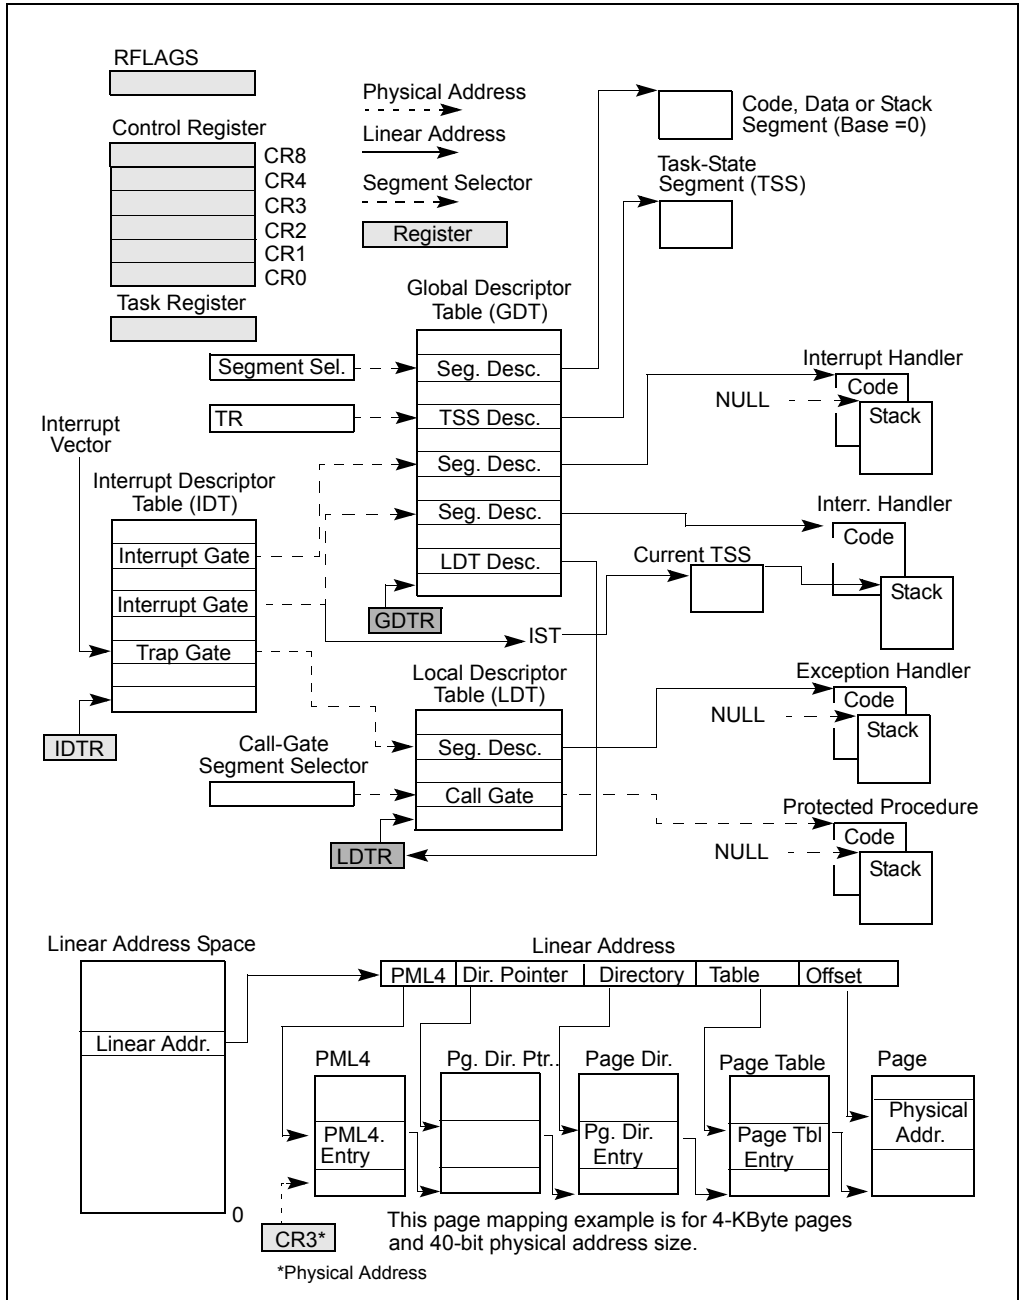 RFLAGS
Physical Address
Code, Data or Stack
Segment (Base =0)
Linear Address
Control Register
CR8
CR4
CR3
CR2
CR1
CR0
Task-State
Segment (TSS)
Segment Selector
Register
Task Register
Global Descriptor
Table (GDT)
Segment Sel.
Seg. Desc.
TR
TSS Desc.
Seg. Desc.
Seg. Desc.
LDT Desc.
GDTR
Interrupt Handler
Code
NULL
Stack
Interrupt
Vector
Interrupt Descriptor
Table (IDT)
Interrupt Gate
Interrupt Gate
Trap Gate
IDTR
Interr. Handler
Code
Current TSS
Stack
IST
Local Descriptor
Table (LDT)
Seg. Desc.
Call Gate
Call-Gate
Segment Selector
LDTR
Exception Handler
Code
NULL
Stack
Protected Procedure
Code
NULL
Stack
Linear Address Space
Linear Addr.
0
Linear Address
PML4 Dir. Pointer Directory Table Offset
PML4
Pg. Dir. Ptr..
Page Dir.
Page Table
Page
PML4.
Entry
Pg. Dir.
Entry
Page Tbl
Entry
Physical
Addr.
CR3*
This page mapping example is for 4-KByte pages
and 40-bit physical address size.
*Physical Address